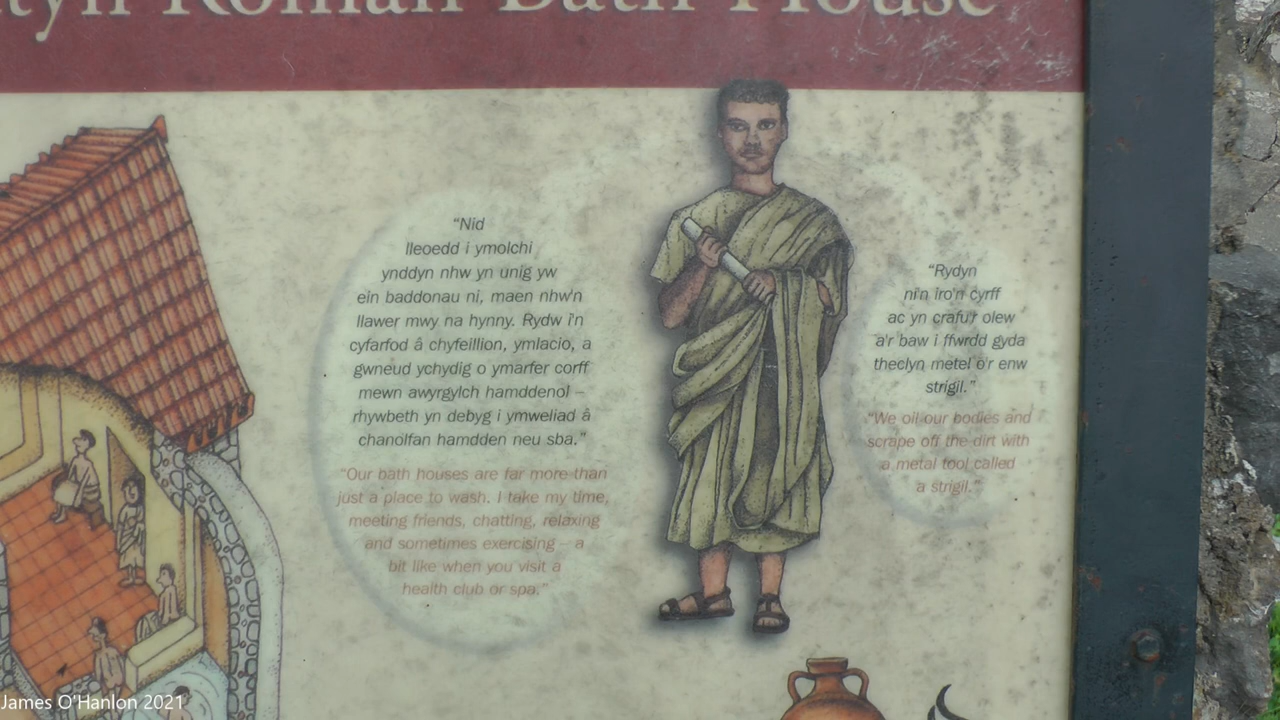 Roman Bath House
“Nid
lleoedd i ymolchi
ynddyn nhw yn unig yw
ein baddonau ni, maen nhw'n
llawer mwy na hynny. Rydw i'n
cyfarfod â chyfeillion, ymlacio, a
gwneud ychydig o ymarfer corff
mewn awyrgylch hamddenol –
rhywbeth yn debyg i ymweliad â
chanolfan hamdden neu sba.”
“Our bath houses are far more than
just a place to wash. I take my time,
meeting friends, chatting, relaxing
and sometimes exercising – a
bit like when you visit a
health club or spa.”
“Rydyn
ni'n iro'n cyrff
ac yn crafu'r olew
a'r baw i ffwrdd gyda
theclyn metel o'r enw
strigil.”
“We oil our bodies and
scrape off the dirt with
a metal tool called
a strigil.”
James O'Hanlon 2021